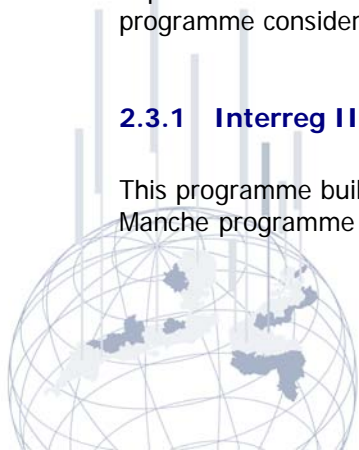 programme consider
2.3.1 Interreg II
This programme buil
Manche programme